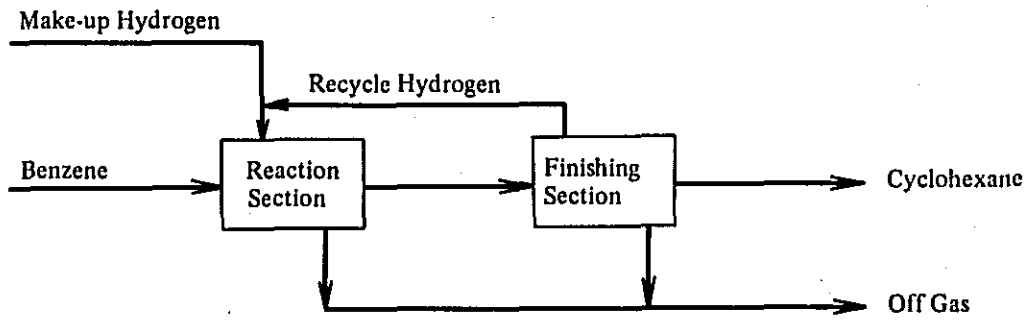 Make-up Hydrogen
Recycle Hydrogen
Benzene
Reaction
Section
Finishing
Section
Cyclohexane
Off Gas